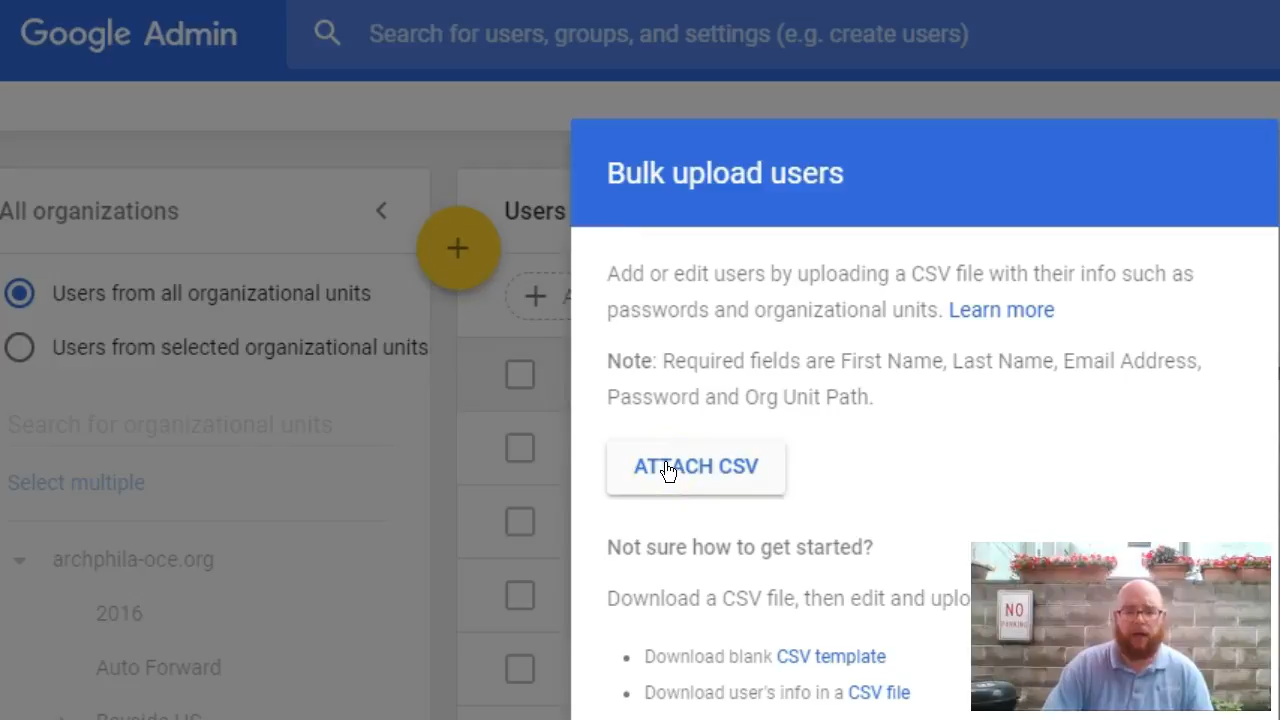 Google Admin
Search for users, groups, and settings (e.g. create users)
Bulk upload users
All organizations
Users
Users from all organizational units
Users from selected organizational units
Search for organizational units
Select multiple
archphila-oce.org
2016
Auto Forward
Add or edit users by uploading a CSV file with their info such as
passwords and organizational units. Learn more
Note: Required fields are First Name, Last Name, Email Address,
Password and Org Unit Path.
ATTACH CSV
Not sure how to get started?
Download a CSV file, then edit and uplo
Download blank CSV template
Download user's info in a CSV file
NO
PARKING